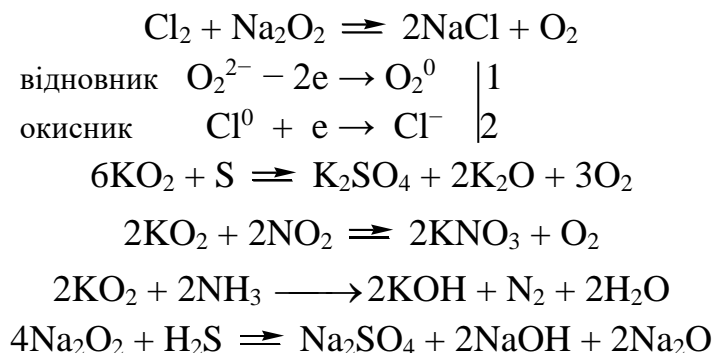 Cl₂ + Na₂O₂ ⇌ 2NaCl + O₂
відновник O₂²⁻ − 2e → O₂⁰ | 1
окисник Cl⁰ + e → Cl⁻ | 2
6KO₂ + S ⇌ K₂SO₄ + 2K₂O + 3O₂
2KO₂ + 2NO₂ ⇌ 2KNO₃ + O₂
2KO₂ + 2NH₃ ⟶ 2KOH + N₂ + 2H₂O
4Na₂O₂ + H₂S ⇌ Na₂SO₄ + 2NaOH + 2Na₂O